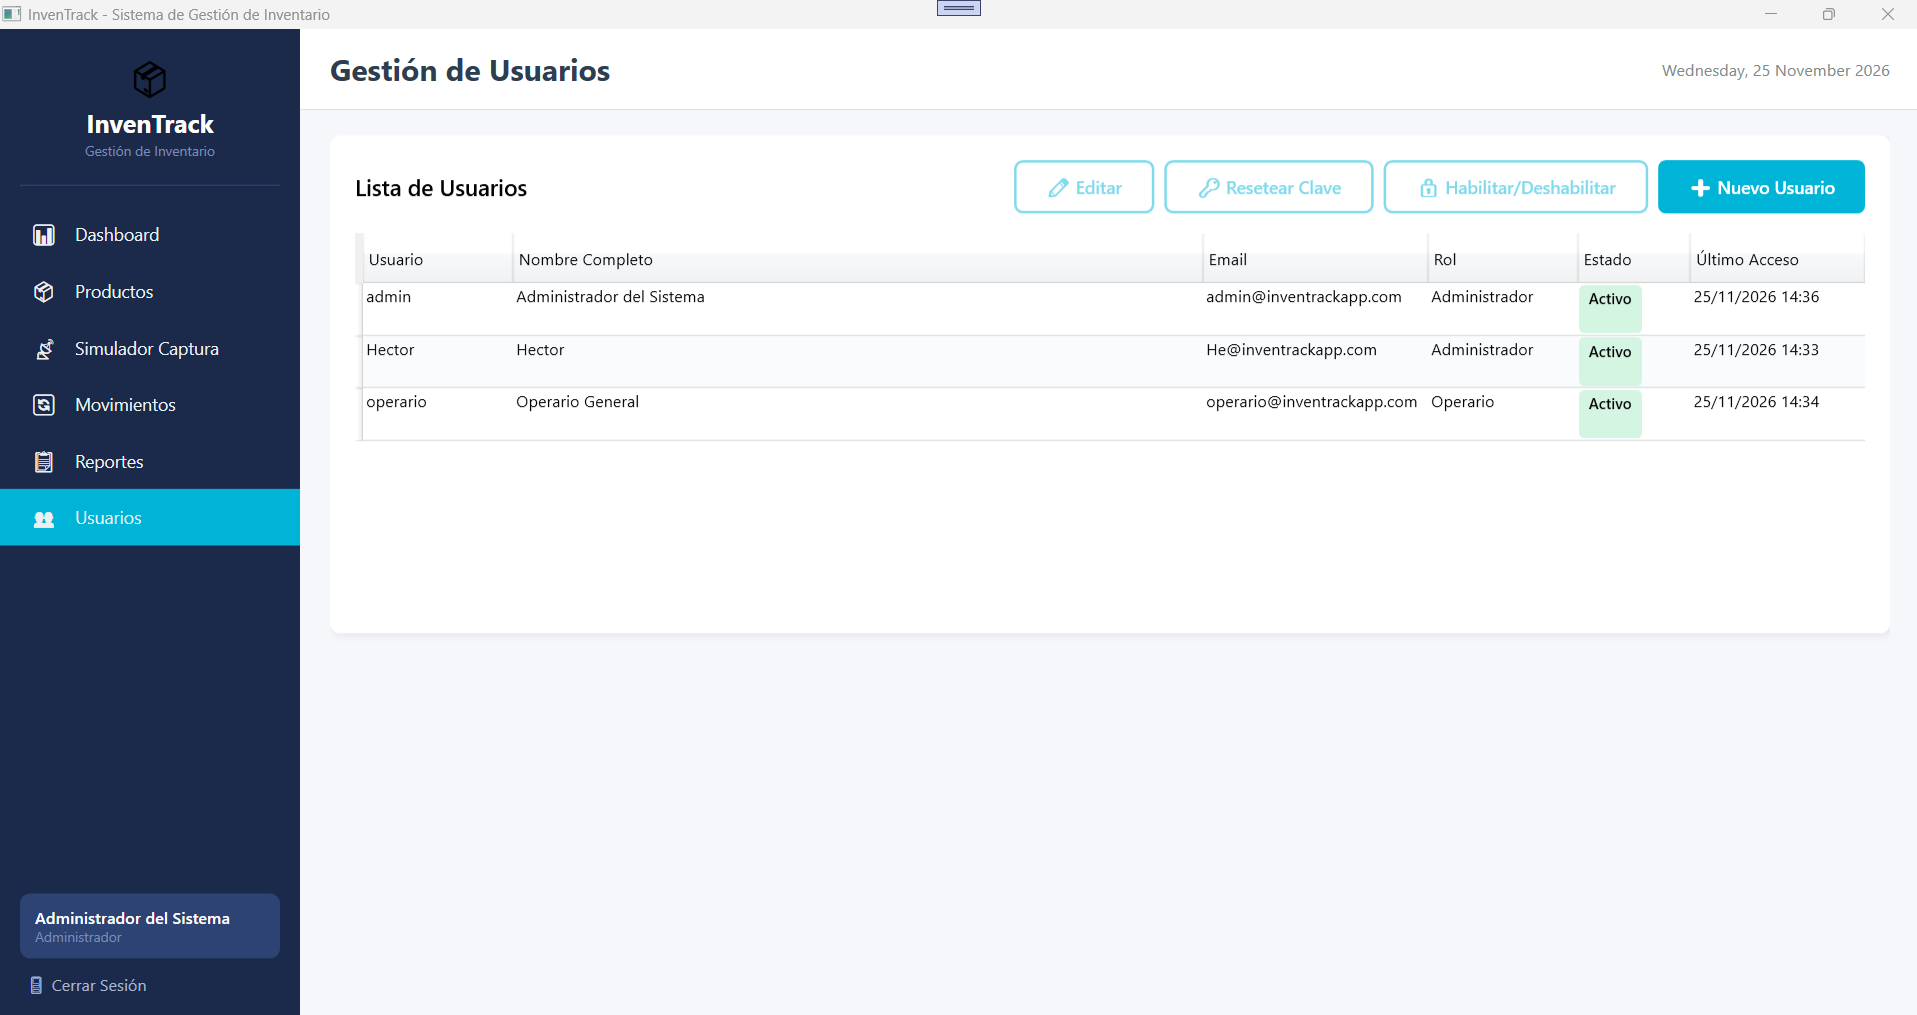 InvenTrack - Sistema de Gestión de Inventario
InvenTrack
Gestión de Inventario
Dashboard
Productos
Simulador Captura
Movimientos
Reportes
Usuarios
Administrador del Sistema
Administrador
Cerrar Sesión
Gestión de Usuarios
Wednesday, 25 November 2026
Lista de Usuarios
Editar
Resetear Clave
Habilitar/Deshabilitar
Nuevo Usuario
Usuario Nombre Completo Email Rol Estado Último Acceso
admin Administrador del Sistema admin@inventrackapp.com Administrador Activo 25/11/2026 14:36
Hector Hector He@inventrackapp.com Administrador Activo 25/11/2026 14:33
operario Operario General operario@inventrackapp.com Operario Activo 25/11/2026 14:34